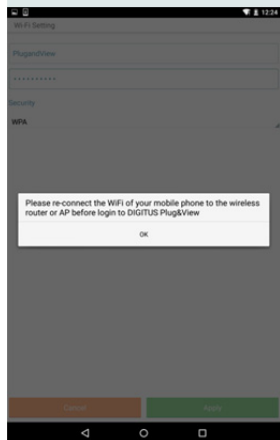 12:24
Wi-Fi Setting
PlugandView
··········
Security
WPA
Please re-connect the WiFi of your mobile phone to the wireless
router or AP before login to DIGITUS Plug&View
OK
Cancel
Apply